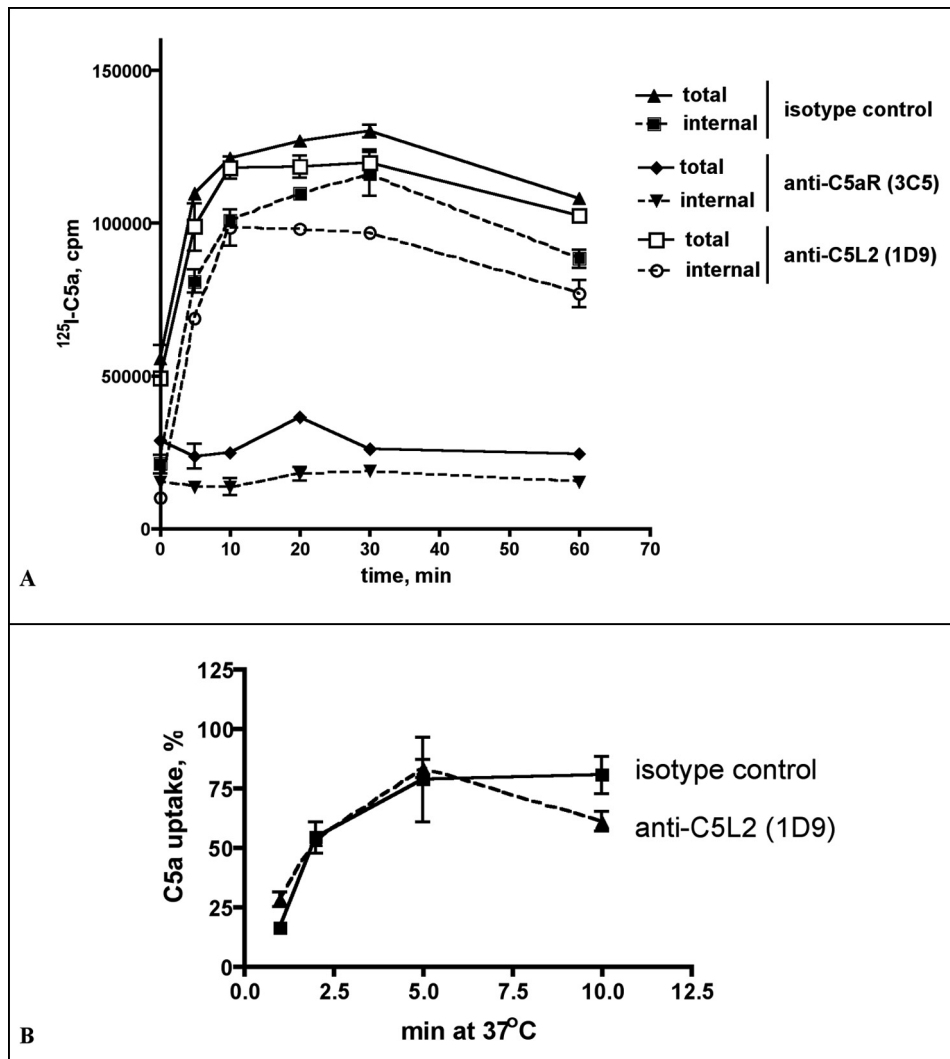 150000
100000
50000
0
¹²⁵I-C5a, cpm
0 10 20 30 40 50 60 70
time, min
total
internal
isotype control
total
internal
anti-C5aR (3C5)
total
internal
anti-C5L2 (1D9)
A
125
100
75
50
25
0
C5a uptake, %
0.0 2.5 5.0 7.5 10.0 12.5
min at 37°C
isotype control
anti-C5L2 (1D9)
B